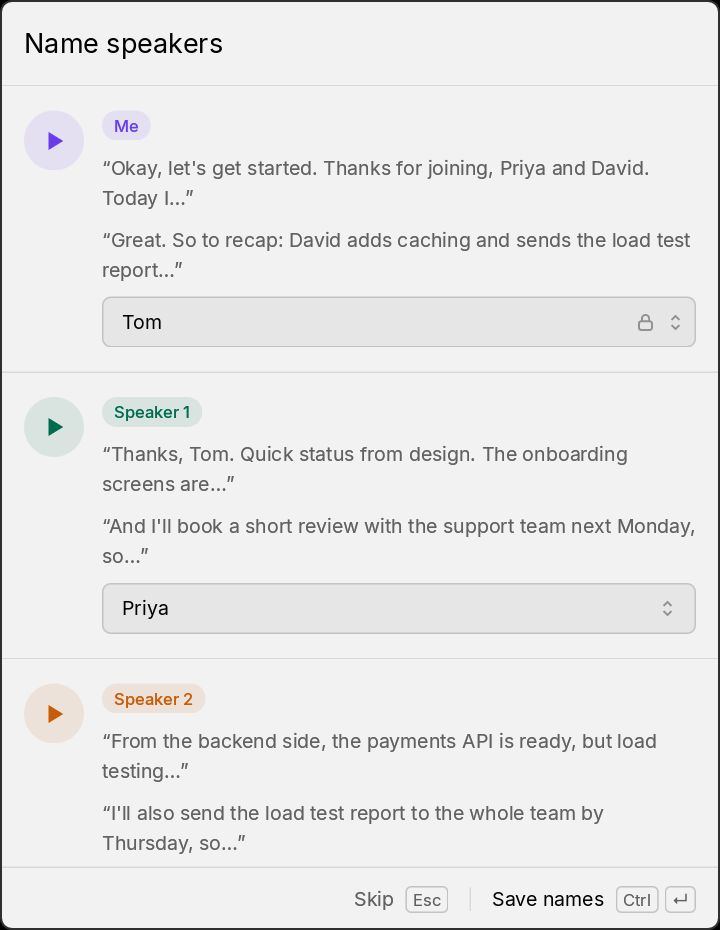 Name speakers
Me
“Okay, let's get started. Thanks for joining, Priya and David.
Today I...”
“Great. So to recap: David adds caching and sends the load test
report...”
Tom
Speaker 1
“Thanks, Tom. Quick status from design. The onboarding
screens are...”
“And I'll book a short review with the support team next Monday,
so...”
Priya
Speaker 2
“From the backend side, the payments API is ready, but load
testing...”
“I'll also send the load test report to the whole team by
Thursday, so...”
Skip Esc Save names Ctrl ↵